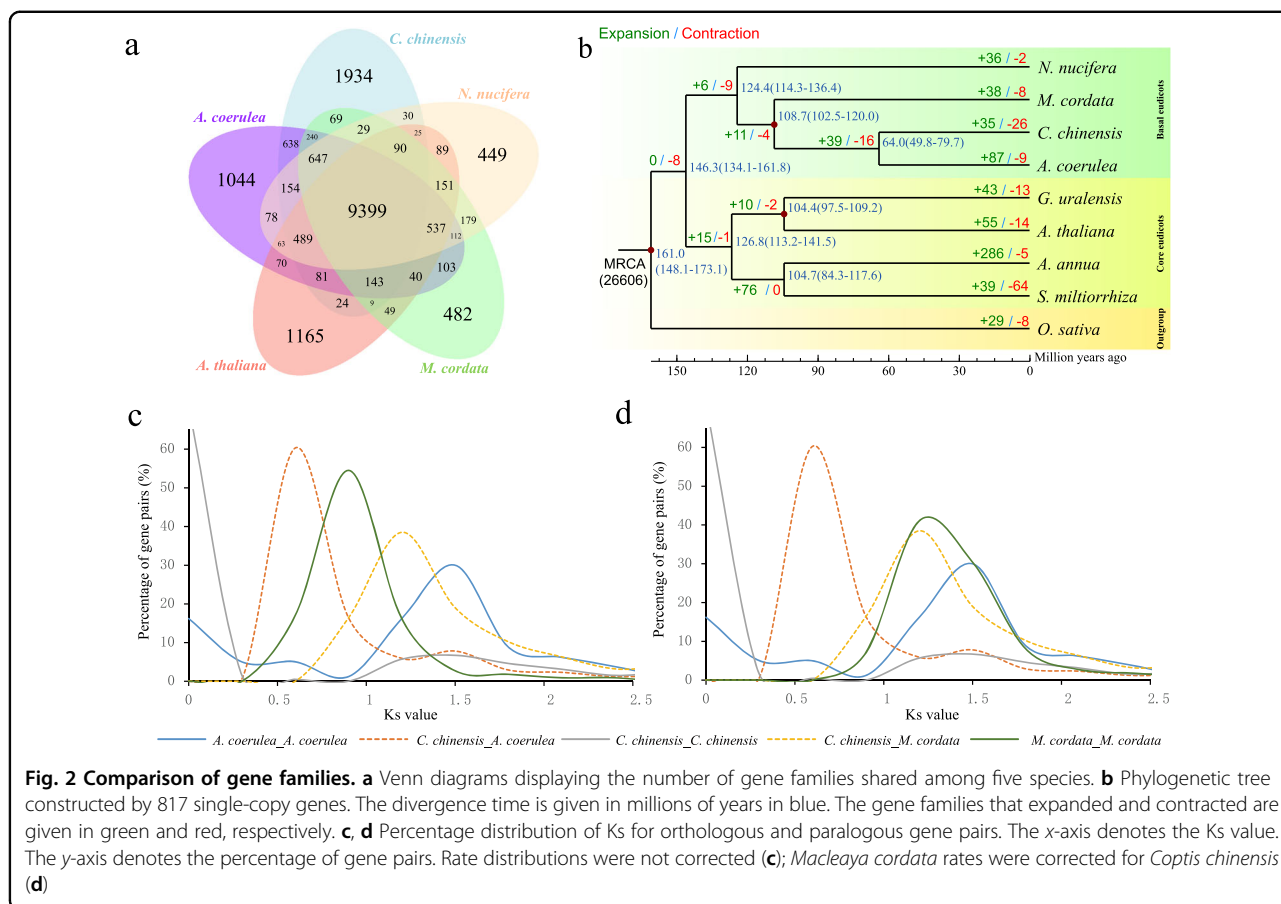 a
C. chinensis
1934
N. nucifera
449
A. coerulea
1044
69
29
30
25
240
638
647
90
89
154
151
78
9399
179
537
112
63
489
70
103
81
143
40
24
9
49
482
1165
A. thaliana
M. cordata
b
Expansion / Contraction
+36 / -2
N. nucifera
+6 / -9
124.4(114.3-136.4)
+38 / -8
M. cordata
108.7(102.5-120.0)
+11 / -4
+35 / -26
C. chinensis
+39 / -16
64.0(49.8-79.7)
+87 / -9
A. coerulea
Basal eudicots
0 / -8
146.3(134.1-161.8)
+43 / -13
G. uralensis
+10 / -2
104.4(97.5-109.2)
+55 / -14
A. thaliana
+15/ -1
126.8(113.2-141.5)
+286 / -5
A. annua
104.7(84.3-117.6)
+76 / 0
+39 / -64
S. miltiorrhiza
Core eudicots
MRCA
(26606)
161.0
(148.1-173.1)
+29 / -8
O. sativa
Outgroup
Million years ago
150 120 90 60 30 0
c
Percentage of gene pairs (%)
60
50
40
30
20
10
0
0 0.5 1 1.5 2 2.5
Ks value
d
Percentage of gene pairs (%)
60
50
40
30
20
10
0
0 0.5 1 1.5 2 2.5
Ks value
A. coerulea_A. coerulea C. chinensis_A. coerulea C. chinensis_C. chinensis C. chinensis_M. cordata M. cordata_M. cordata
Fig. 2 Comparison of gene families. a Venn diagrams displaying the number of gene families shared among five species. b Phylogenetic tree
constructed by 817 single-copy genes. The divergence time is given in millions of years in blue. The gene families that expanded and contracted are
given in green and red, respectively. c, d Percentage distribution of Ks for orthologous and paralogous gene pairs. The x-axis denotes the Ks value.
The y-axis denotes the percentage of gene pairs. Rate distributions were not corrected (c); Macleaya cordata rates were corrected for Coptis chinensis
(d)